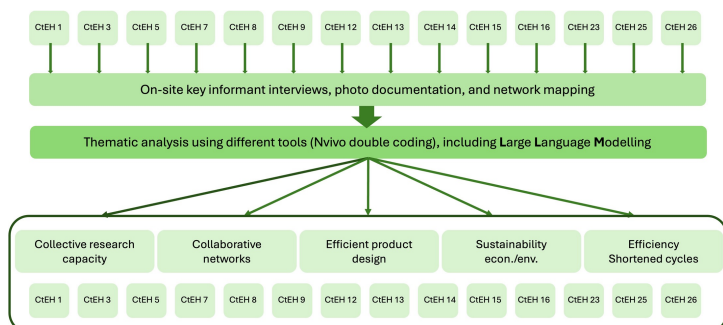 CtEH 1 CtEH 3 CtEH 5 CtEH 7 CtEH 8 CtEH 9 CtEH 12 CtEH 13 CtEH 14 CtEH 15 CtEH 16 CtEH 23 CtEH 25 CtEH 26
On-site key informant interviews, photo documentation, and network mapping
Thematic analysis using different tools (Nvivo double coding), including Large Language Modelling
Collective research
capacity
Collaborative
networks
Efficient product
design
Sustainability
econ./env.
Efficiency
Shortened cycles
CtEH 1 CtEH 3 CtEH 5 CtEH 7 CtEH 8 CtEH 9 CtEH 12 CtEH 13 CtEH 14 CtEH 15 CtEH 16 CtEH 23 CtEH 25 CtEH 26